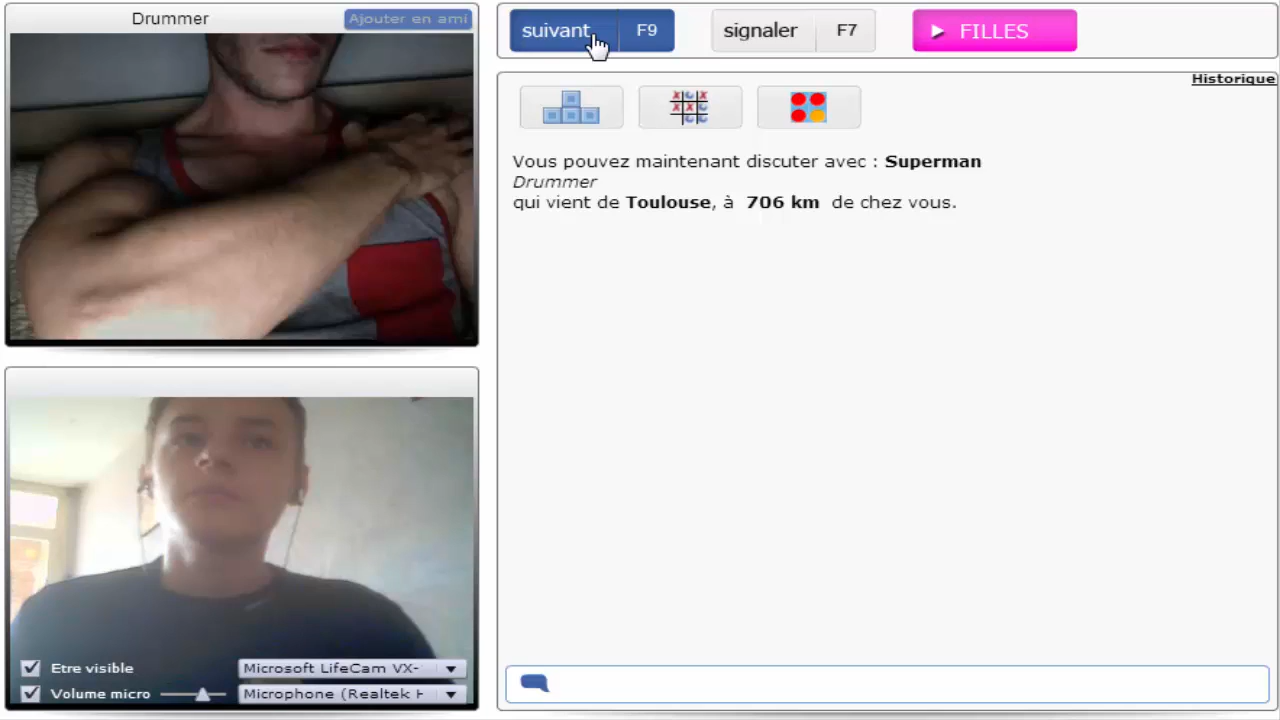 Drummer
Ajouter en ami
suivant F9
signaler F7
FILLES
Historique
Vous pouvez maintenant discuter avec : Superman
Drummer
qui vient de Toulouse, à 706 km de chez vous.
Etre visible
Microsoft LifeCam VX-
Volume micro
Microphone (Realtek H